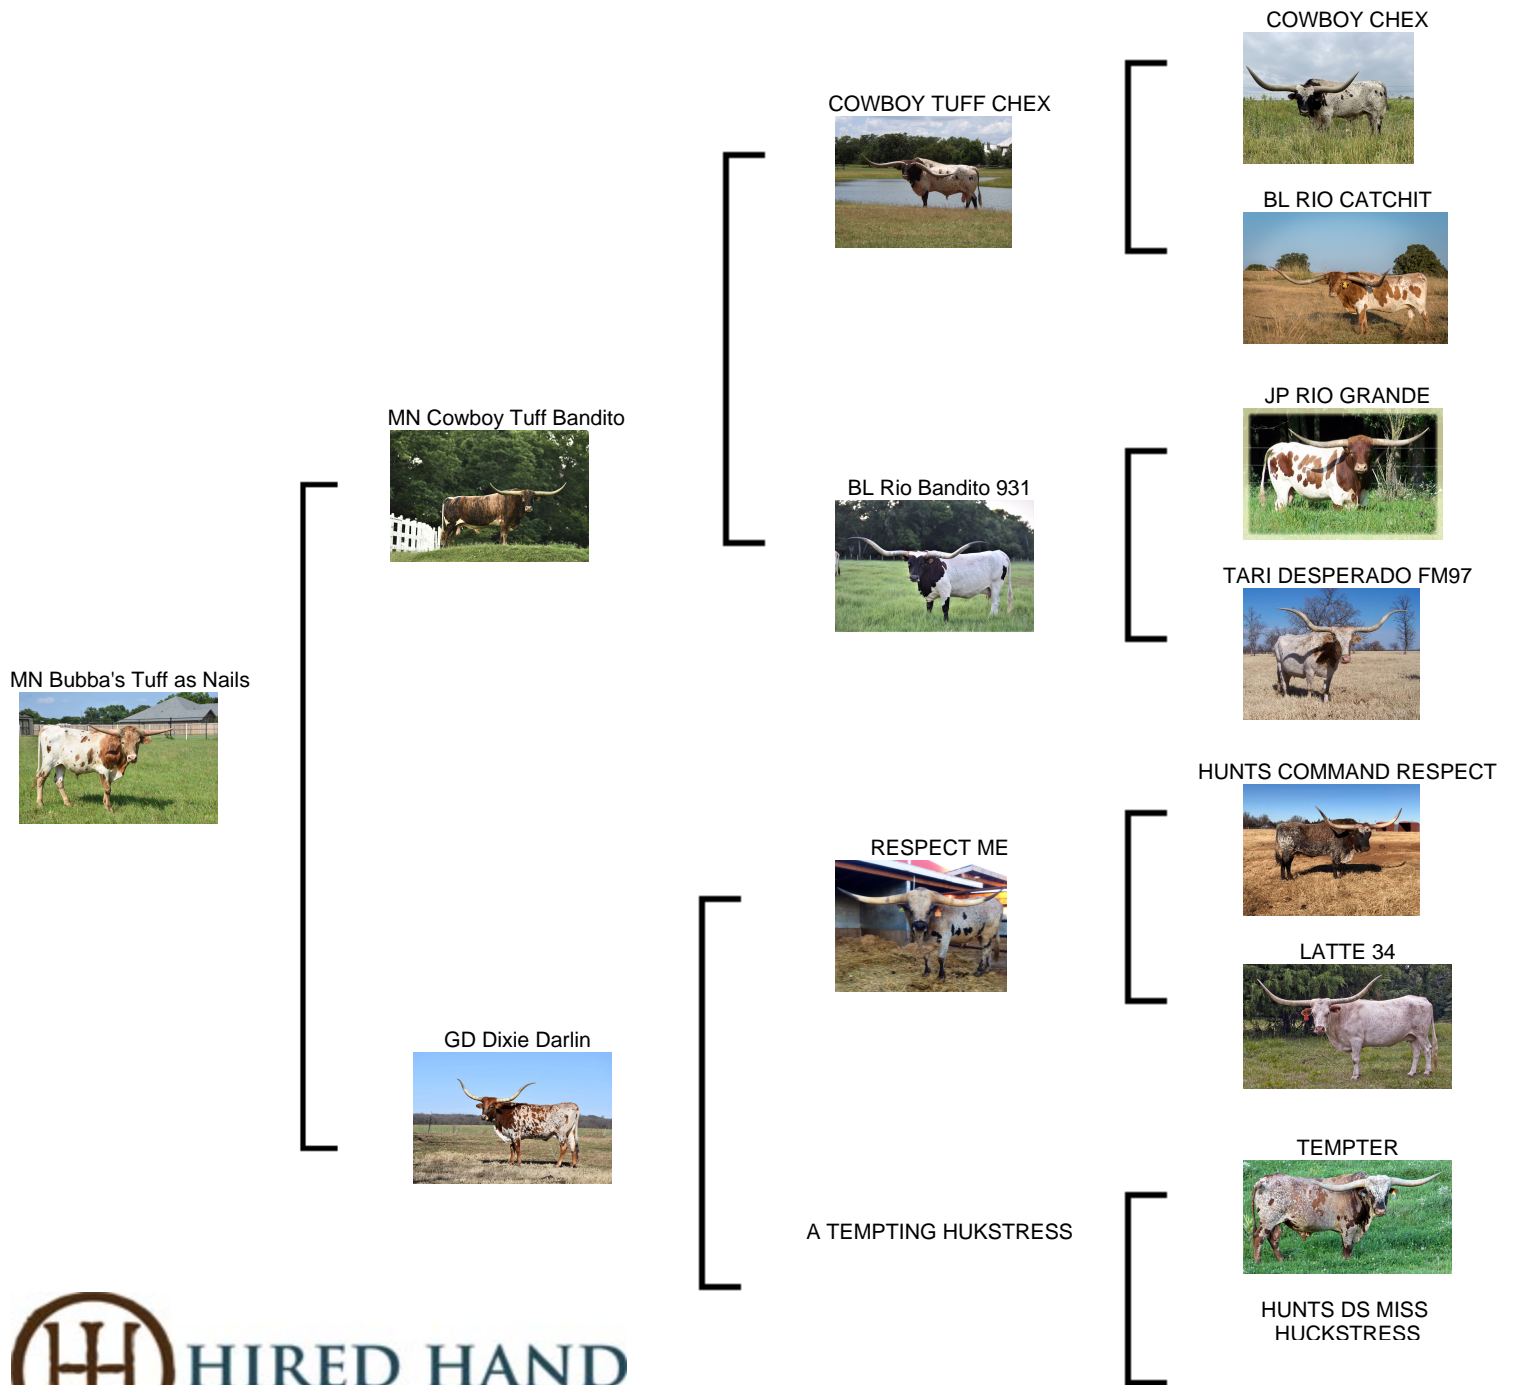 COWBOY CHEX
COWBOY TUFF CHEX
BL RIO CATCHIT
JP RIO GRANDE
MN Cowboy Tuff Bandito
BL Rio Bandito 931
TARI DESPERADO FM97
MN Bubba's Tuff as Nails
HUNTS COMMAND RESPECT
RESPECT ME
LATTE 34
GD Dixie Darlin
TEMPTER
A TEMPTING HUKSTRESS
HUNTS DS MISS
HUCKSTRESS
HIRED HAND